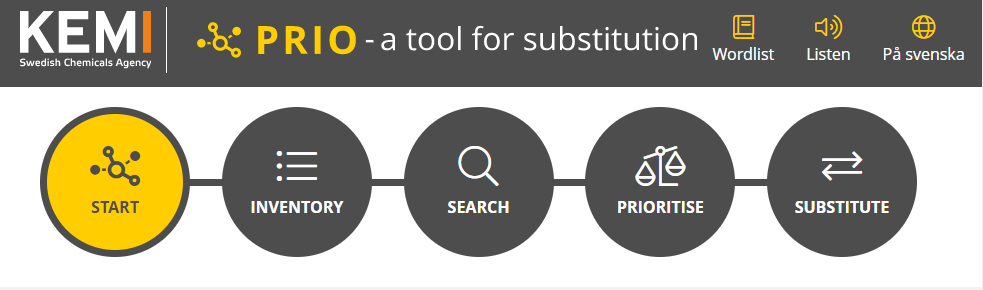 KEMI
Swedish Chemicals Agency
PRIO - a tool for substitution
Wordlist
Listen
På svenska
START
INVENTORY
SEARCH
PRIORITISE
SUBSTITUTE